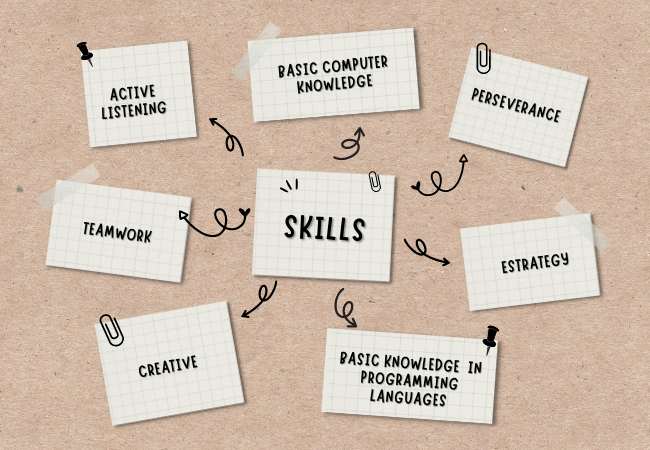 ACTIVE
LISTENING
BASIC COMPUTER
KNOWLEDGE
PERSEVERANCE
TEAMWORK
SKILLS
ESTRATEGY
CREATIVE
BASIC KNOWLEDGE IN
PROGRAMMING
LANGUAGES